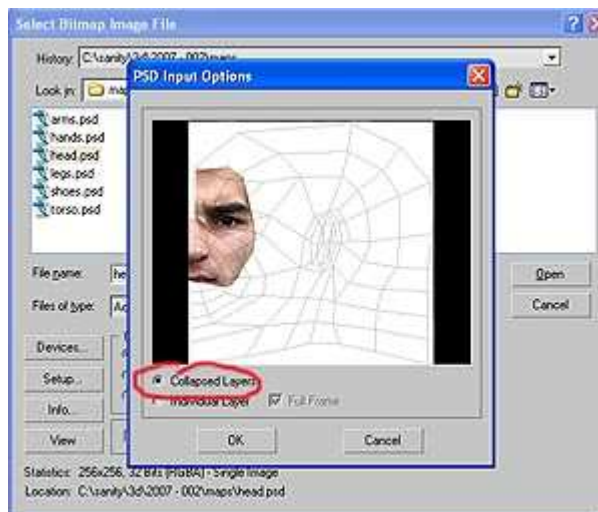 Select Bitmap Image File
History: C:\sanity\3d\2007 - 002\maps
Look in: map
PSD Input Options
arms.psd
hands.psd
head.psd
legs.psd
shoes.psd
torso.psd
File name: he
Open
Files of type: Ad
Cancel
Devices...
Setup...
Info...
View
Collapsed Layers
Individual Layer Full Frame
OK Cancel
Statistics: 256x256, 32 Bits (RGBA) - Single Image
Location: C:\sanity\3d\2007 - 002\maps\head.psd